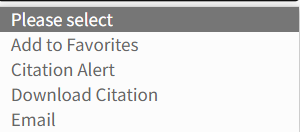 Please select
Add to Favorites
Citation Alert
Download Citation
Email